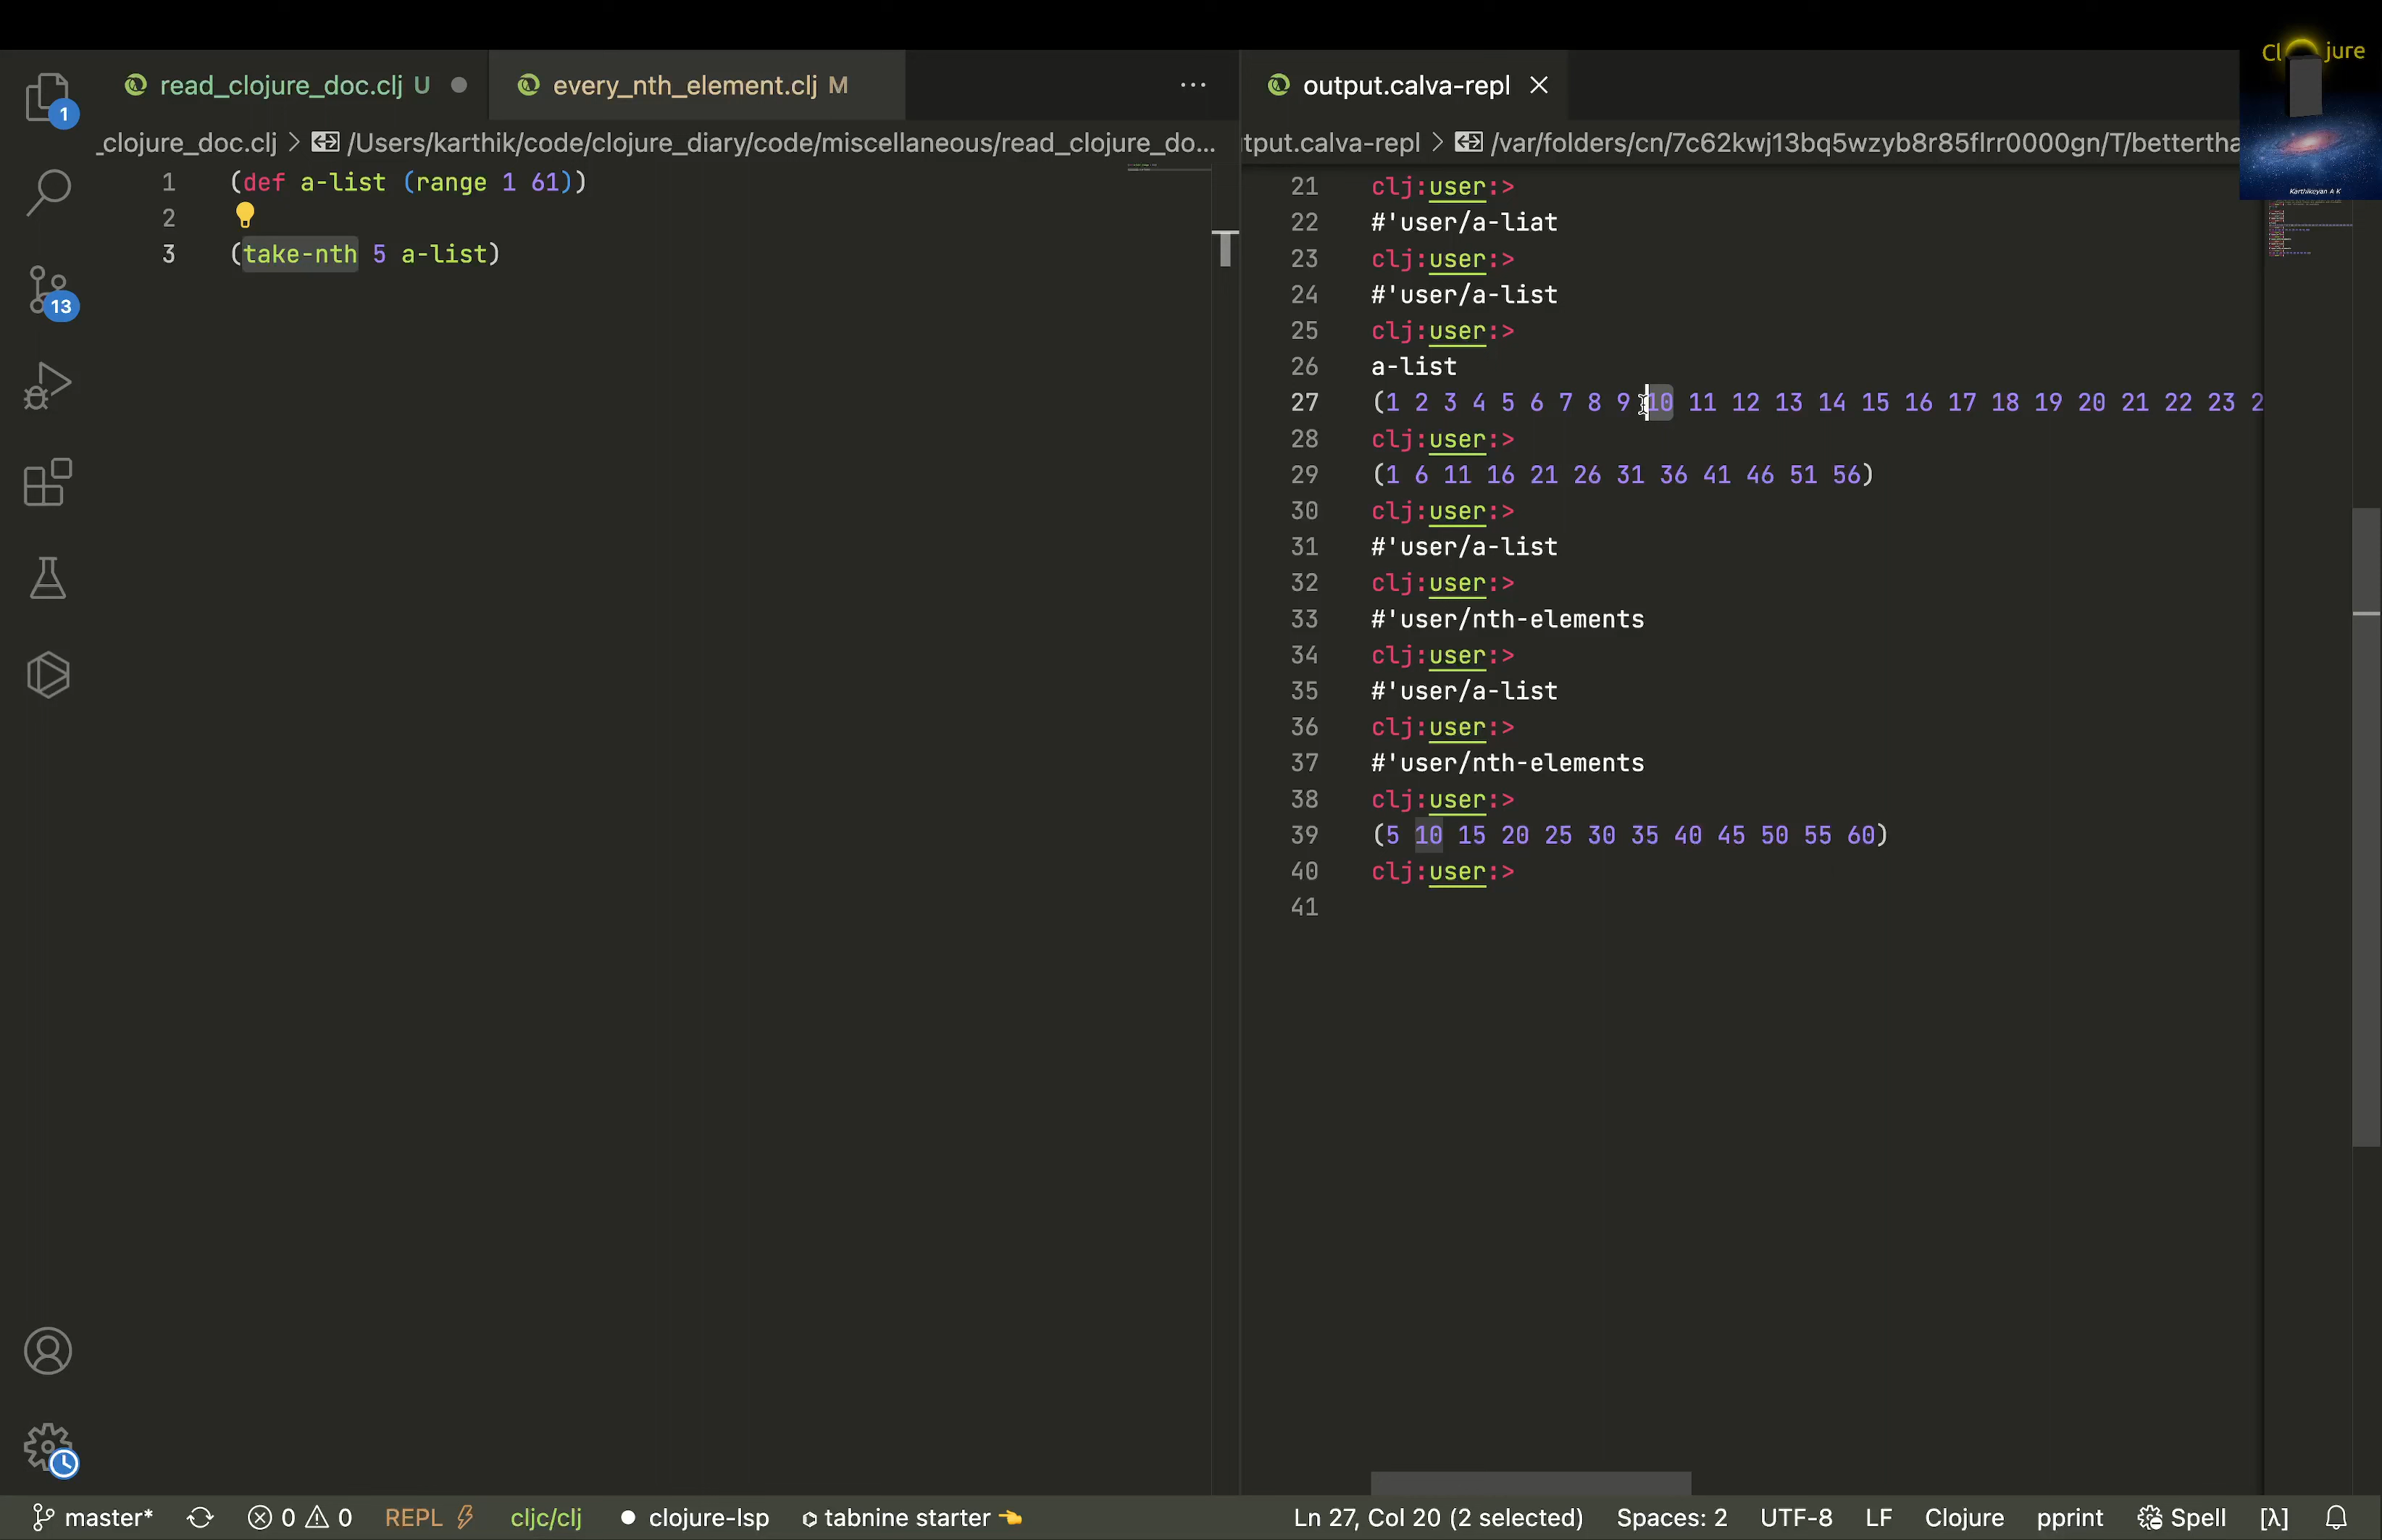 read_clojure_doc.clj U
every_nth_element.clj M
...
output.calva-repl
Clojure
Karthikeyan A K
1
13
_clojure_doc.clj > /Users/karthik/code/clojure_diary/code/miscellaneous/read_clojure_do...
tput.calva-repl > /var/folders/cn/7c62kwj13bq5wzyb8r85flrr0000gn/T/bettertha
1 (def a-list (range 1 61))
2
3 (take-nth 5 a-list)
21 clj:user:>
22 #'user/a-liat
23 clj:user:>
24 #'user/a-list
25 clj:user:>
26 a-list
27 (1 2 3 4 5 6 7 8 9 10 11 12 13 14 15 16 17 18 19 20 21 22 23 2
28 clj:user:>
29 (1 6 11 16 21 26 31 36 41 46 51 56)
30 clj:user:>
31 #'user/a-list
32 clj:user:>
33 #'user/nth-elements
34 clj:user:>
35 #'user/a-list
36 clj:user:>
37 #'user/nth-elements
38 clj:user:>
39 (5 10 15 20 25 30 35 40 45 50 55 60)
40 clj:user:>
41
master* 0 0 REPL cljc/clj clojure-lsp tabnine starter Ln 27, Col 20 (2 selected) Spaces: 2 UTF-8 LF Clojure pprint Spell [λ]